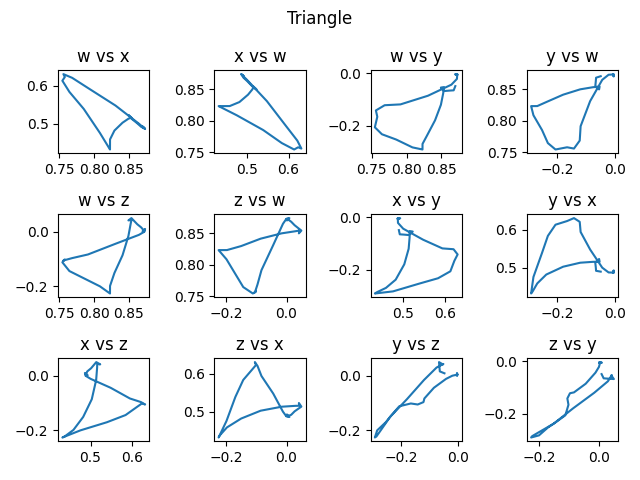 Triangle
w vs x
x vs w
w vs y
y vs w
0.6
0.5
0.75 0.80 0.85
0.85
0.80
0.75
0.5 0.6
0.0
−0.2
0.75 0.80 0.85
0.85
0.80
0.75
−0.2 0.0
w vs z
z vs w
x vs y
y vs x
0.0
−0.2
0.75 0.80 0.85
0.85
0.80
0.75
−0.2 0.0
0.0
−0.2
0.5 0.6
0.6
0.5
−0.2 0.0
x vs z
z vs x
y vs z
z vs y
0.0
−0.2
0.5 0.6
0.6
0.5
−0.2 0.0
0.0
−0.2
−0.2 0.0
0.0
−0.2
−0.2 0.0